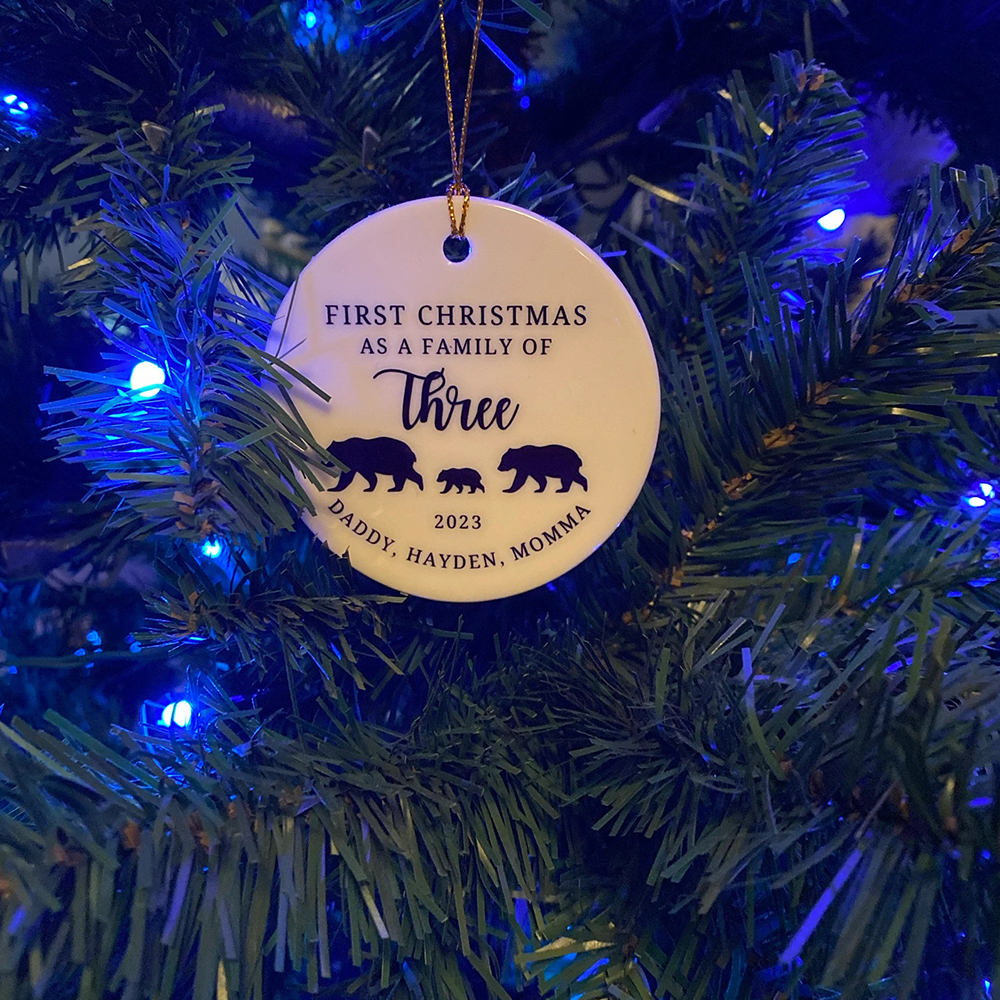 FIRST CHRISTMAS
AS A FAMILY OF
Three
2023
DADDY, HAYDEN, MOMMA